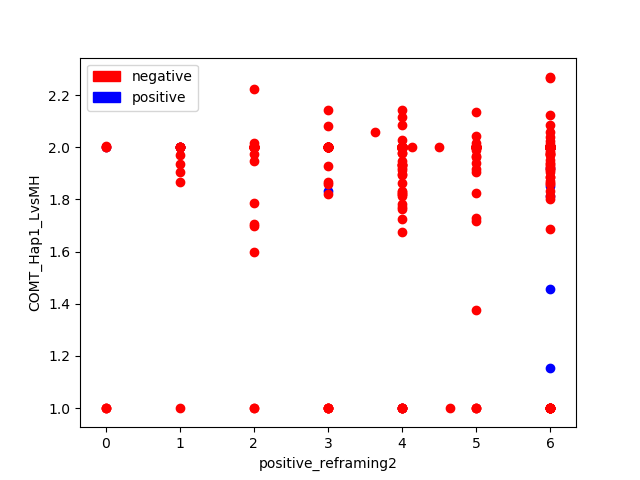 negative
positive
2.2
2.0
1.8
1.6
1.4
1.2
1.0
COMT_Hap1_LvsMH
0 1 2 3 4 5 6
positive_reframing2